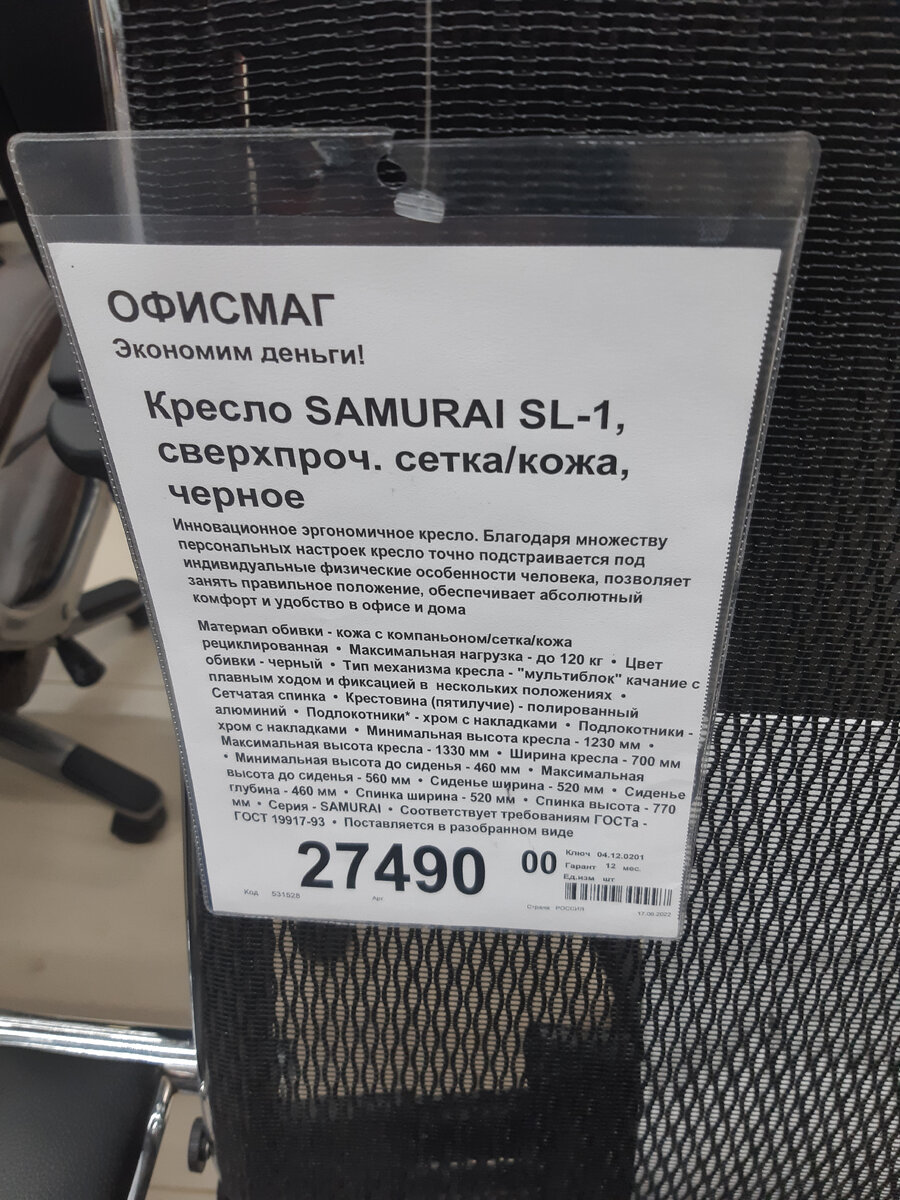 ОФИСМАГ
Экономим деньги!
Кресло SAMURAI SL-1,
сверхпроч. сетка/кожа,
черное
Инновационное эргономичное кресло. Благодаря множеству
персональных настроек кресло точно подстраивается под
индивидуальные физические особенности человека, позволяет
занять правильное положение, обеспечивает абсолютный
комфорт и удобство в офисе и дома
Материал обивки - кожа с компаньоном/сетка/кожа
рециклированная • Максимальная нагрузка - до 120 кг • Цвет
обивки - черный • Тип механизма кресла - "мультиблок" качание с
плавным ходом и фиксацией в нескольких положениях •
Сетчатая спинка • Крестовина (пятилучие) - полированный
алюминий • Подлокотники* - хром с накладками • Подлокотники -
хром с накладками • Минимальная высота кресла - 1230 мм •
Максимальная высота кресла - 1330 мм • Ширина кресла - 700 мм
• Минимальная высота до сиденья - 460 мм • Максимальная
высота до сиденья - 560 мм • Сиденье ширина - 520 мм • Сиденье
глубина - 460 мм • Спинка ширина - 520 мм • Спинка высота - 770
мм • Серия - SAMURAI • Соответствует требованиям ГОСТа -
ГОСТ 19917-93 • Поставляется в разобранном виде
27490 00
Ключ 04.12.0201
Гарант 12 мес.
Ед.изм шт
Код 531528 Арт. Страна РОССИЯ 17.06.2022